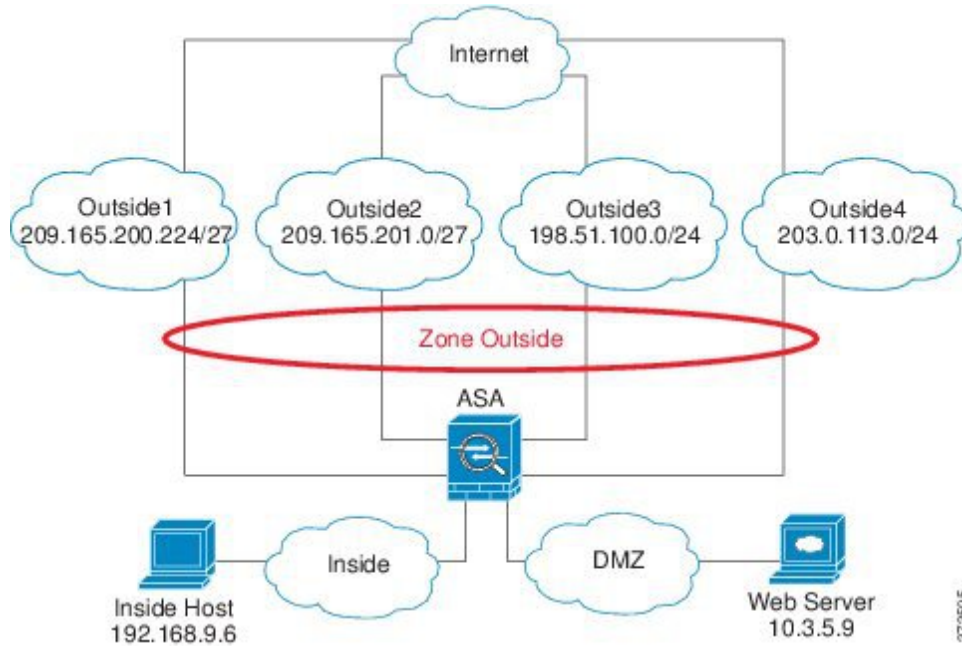 Internet
Outside1
209.165.200.224/27
Outside2
209.165.201.0/27
Outside3
198.51.100.0/24
Outside4
203.0.113.0/24
Zone Outside
ASA
Inside
DMZ
Inside Host
192.168.9.6
Web Server
10.3.5.9